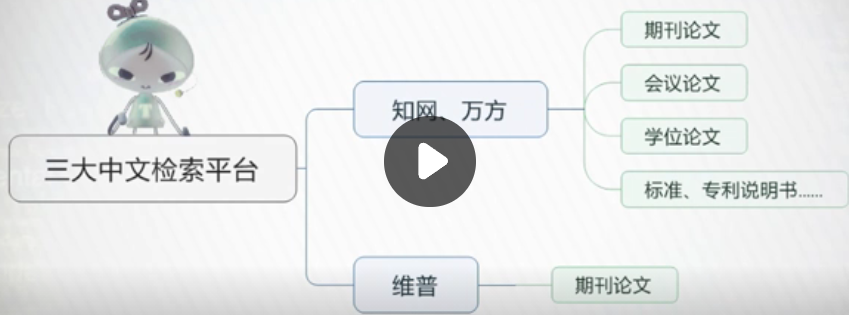 三大中文检索平台
知网、万方
期刊论文
会议论文
学位论文
标准、专利说明书......
维普
期刊论文